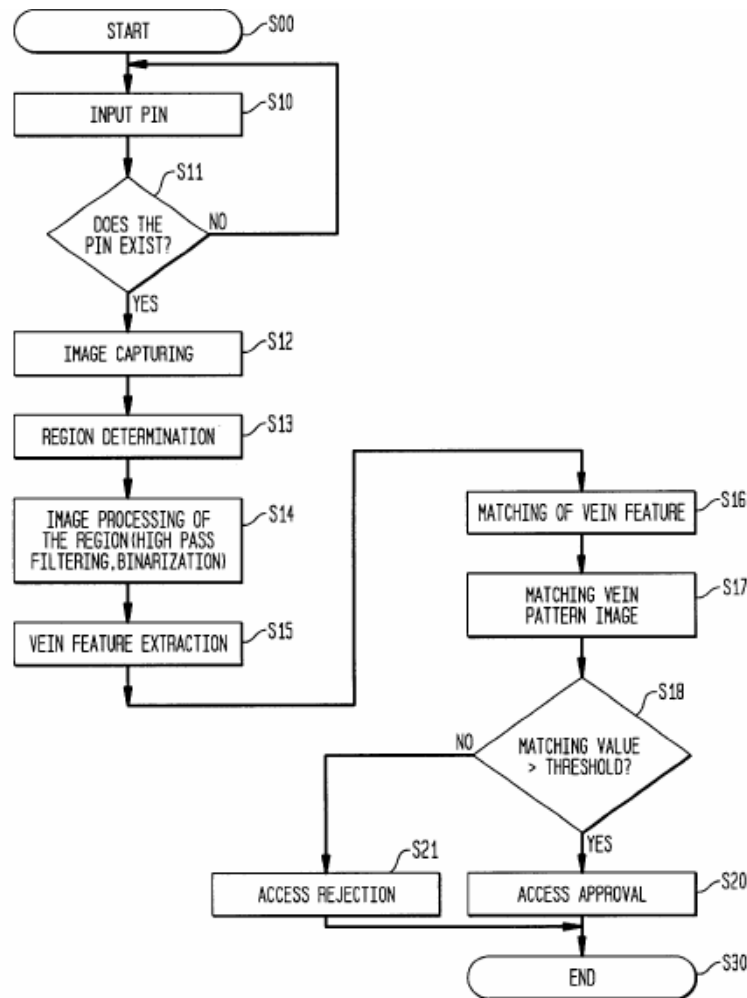 START
S00
INPUT PIN
S10
S11
DOES THE
PIN EXIST?
NO
YES
IMAGE CAPTURING
S12
REGION DETERMINATION
S13
IMAGE PROCESSING OF
THE REGION(HIGH PASS
FILTERING,BINARIZATION)
S14
VEIN FEATURE EXTRACTION
S15
MATCHING OF VEIN FEATURE
S16
MATCHING VEIN
PATTERN IMAGE
S17
S18
MATCHING VALUE
> THRESHOLD?
NO
YES
S21
ACCESS REJECTION
ACCESS APPROVAL
S20
END
S30